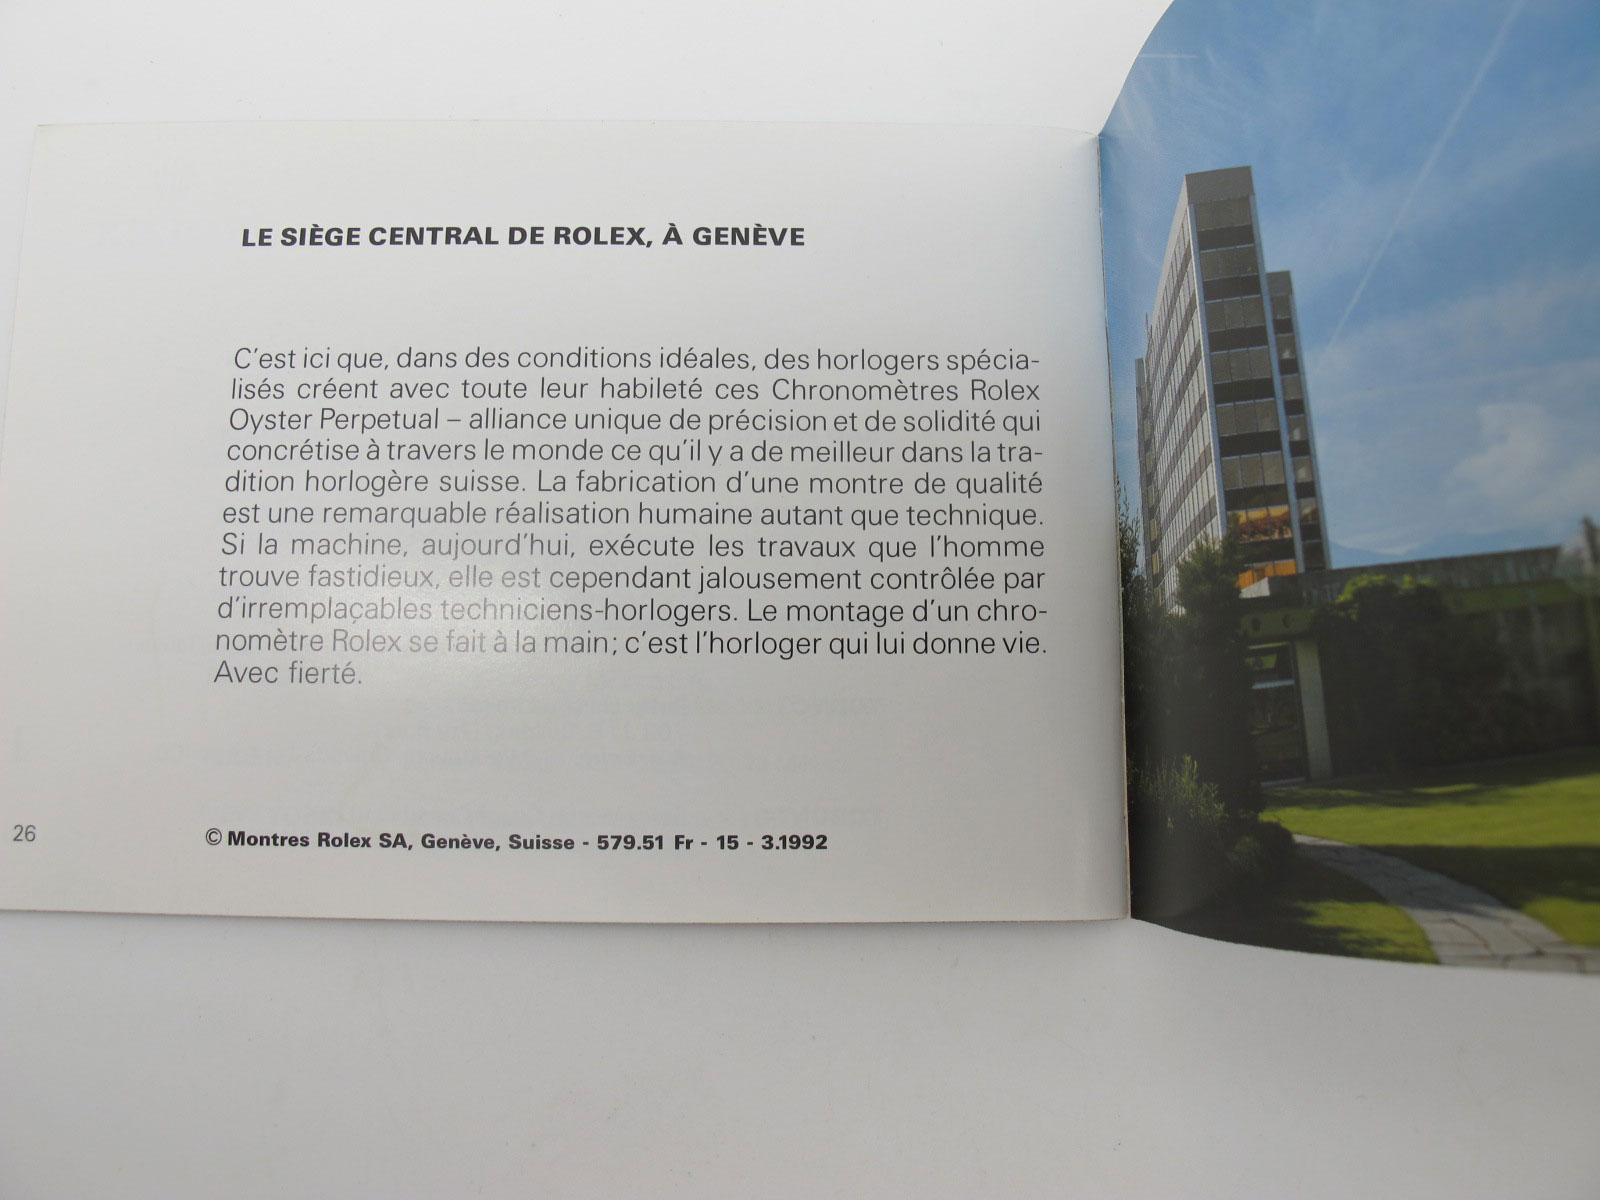 LE SIÈGE CENTRAL DE ROLEX, À GENÈVE
C'est ici que, dans des conditions idéales, des horlogers spécia-
lisés créent avec toute leur habileté ces Chronomètres Rolex
Oyster Perpetual – alliance unique de précision et de solidité qui
concrétise à travers le monde ce qu'il y a de meilleur dans la tra-
dition horlogère suisse. La fabrication d'une montre de qualité
est une remarquable réalisation humaine autant que technique.
Si la machine, aujourd'hui, exécute les travaux que l'homme
trouve fastidieux, elle est cependant jalousement contrôlée par
d'irremplaçables techniciens-horlogers. Le montage d'un chro-
nomètre Rolex se fait à la main; c'est l'horloger qui lui donne vie.
Avec fierté.
26
© Montres Rolex SA, Genève, Suisse - 579.51 Fr - 15 - 3.1992